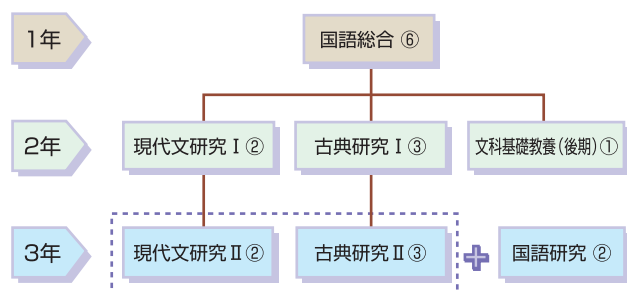 1年
国語総合 ⑥
2年
現代文研究Ⅰ②
古典研究Ⅰ③
文科基礎教養(後期)①
3年
現代文研究Ⅱ②
古典研究Ⅱ③
+
国語研究 ②